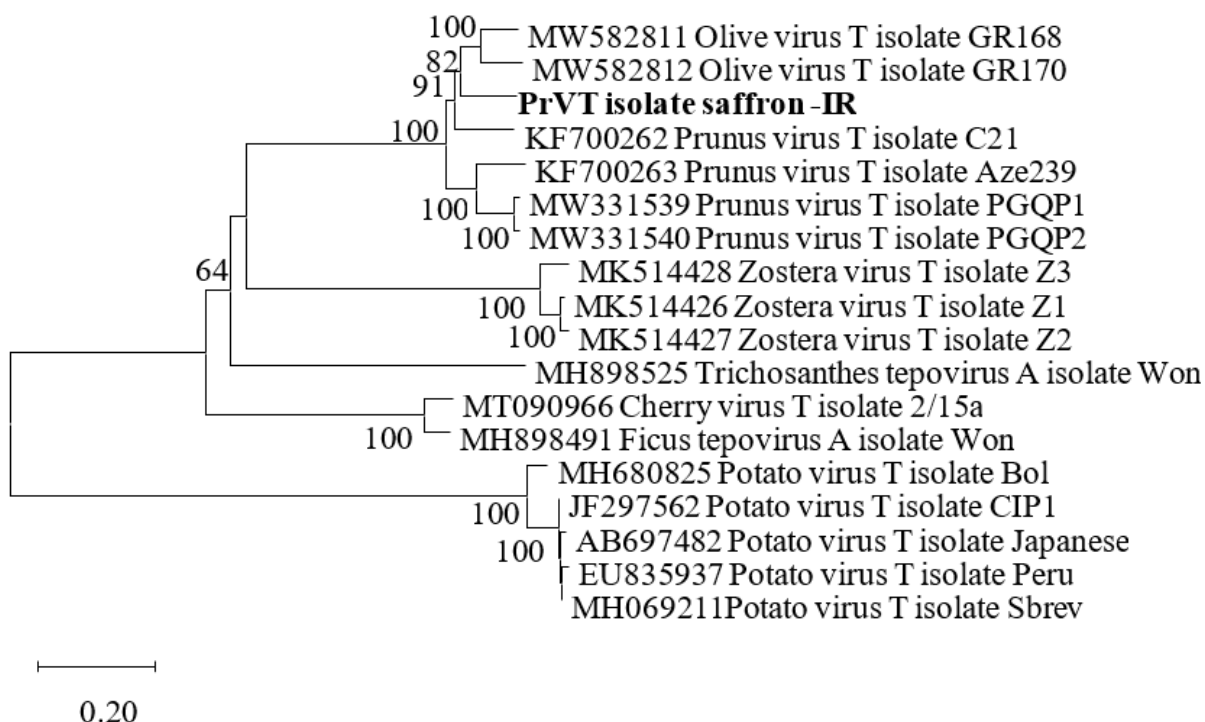 100
MW582811 Olive virus T isolate GR168
82
MW582812 Olive virus T isolate GR170
91
PrVT isolate saffron -IR
100
KF700262 Prunus virus T isolate C21
KF700263 Prunus virus T isolate Aze239
100
MW331539 Prunus virus T isolate PGQP1
100
MW331540 Prunus virus T isolate PGQP2
64
MK514428 Zostera virus T isolate Z3
100
MK514426 Zostera virus T isolate Z1
100
MK514427 Zostera virus T isolate Z2
MH898525 Trichosanthes tepovirus A isolate Won
MT090966 Cherry virus T isolate 2/15a
100
MH898491 Ficus tepovirus A isolate Won
MH680825 Potato virus T isolate Bol
100
JF297562 Potato virus T isolate CIP1
100
AB697482 Potato virus T isolate Japanese
EU835937 Potato virus T isolate Peru
MH069211Potato virus T isolate Sbrev
0.20